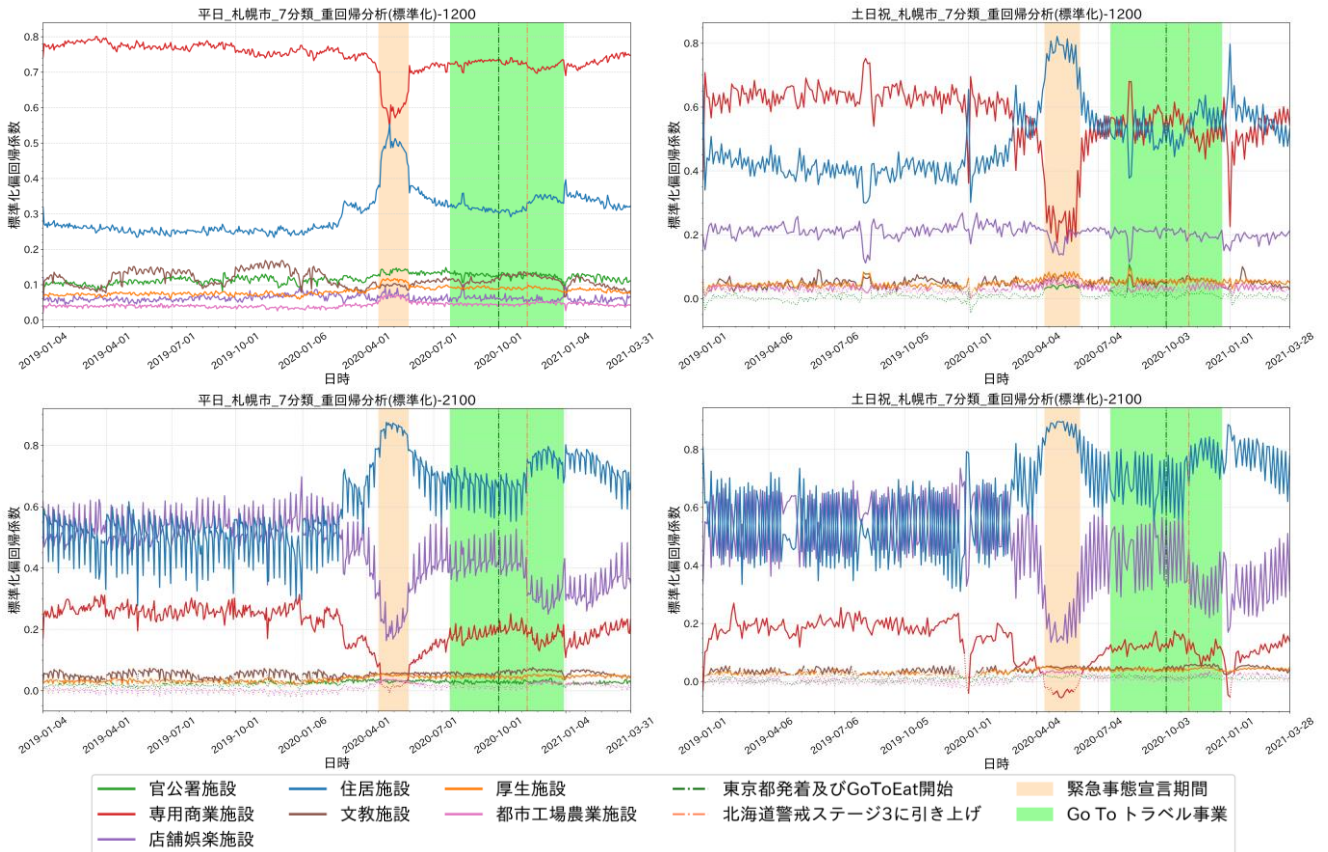 平日_札幌市_7分類_重回帰分析(標準化)-1200
標準化偏回帰係数
0.8
0.7
0.6
0.5
0.4
0.3
0.2
0.1
0.0
2019-01-04
2019-04-01
2019-07-01
2019-10-01
2020-01-06
2020-04-01
2020-07-01
2020-10-01
2021-01-04
2021-03-31
日時
土日祝_札幌市_7分類_重回帰分析(標準化)-1200
標準化偏回帰係数
0.8
0.6
0.4
0.2
0.0
2019-01-01
2019-04-06
2019-07-06
2019-10-05
2020-01-01
2020-04-04
2020-07-04
2020-10-03
2021-01-01
2021-03-28
日時
平日_札幌市_7分類_重回帰分析(標準化)-2100
標準化偏回帰係数
0.8
0.6
0.4
0.2
0.0
2019-01-04
2019-04-01
2019-07-01
2019-10-01
2020-01-06
2020-04-01
2020-07-01
2020-10-01
2021-01-04
2021-03-31
日時
土日祝_札幌市_7分類_重回帰分析(標準化)-2100
標準化偏回帰係数
0.8
0.6
0.4
0.2
0.0
2019-01-01
2019-04-06
2019-07-06
2019-10-05
2020-01-01
2020-04-04
2020-07-04
2020-10-03
2021-01-01
2021-03-28
日時
官公署施設
住居施設
厚生施設
東京都発着及びGoToEat開始
緊急事態宣言期間
専用商業施設
文教施設
都市工場農業施設
北海道警戒ステージ3に引き上げ
Go To トラベル事業
店舗娯楽施設